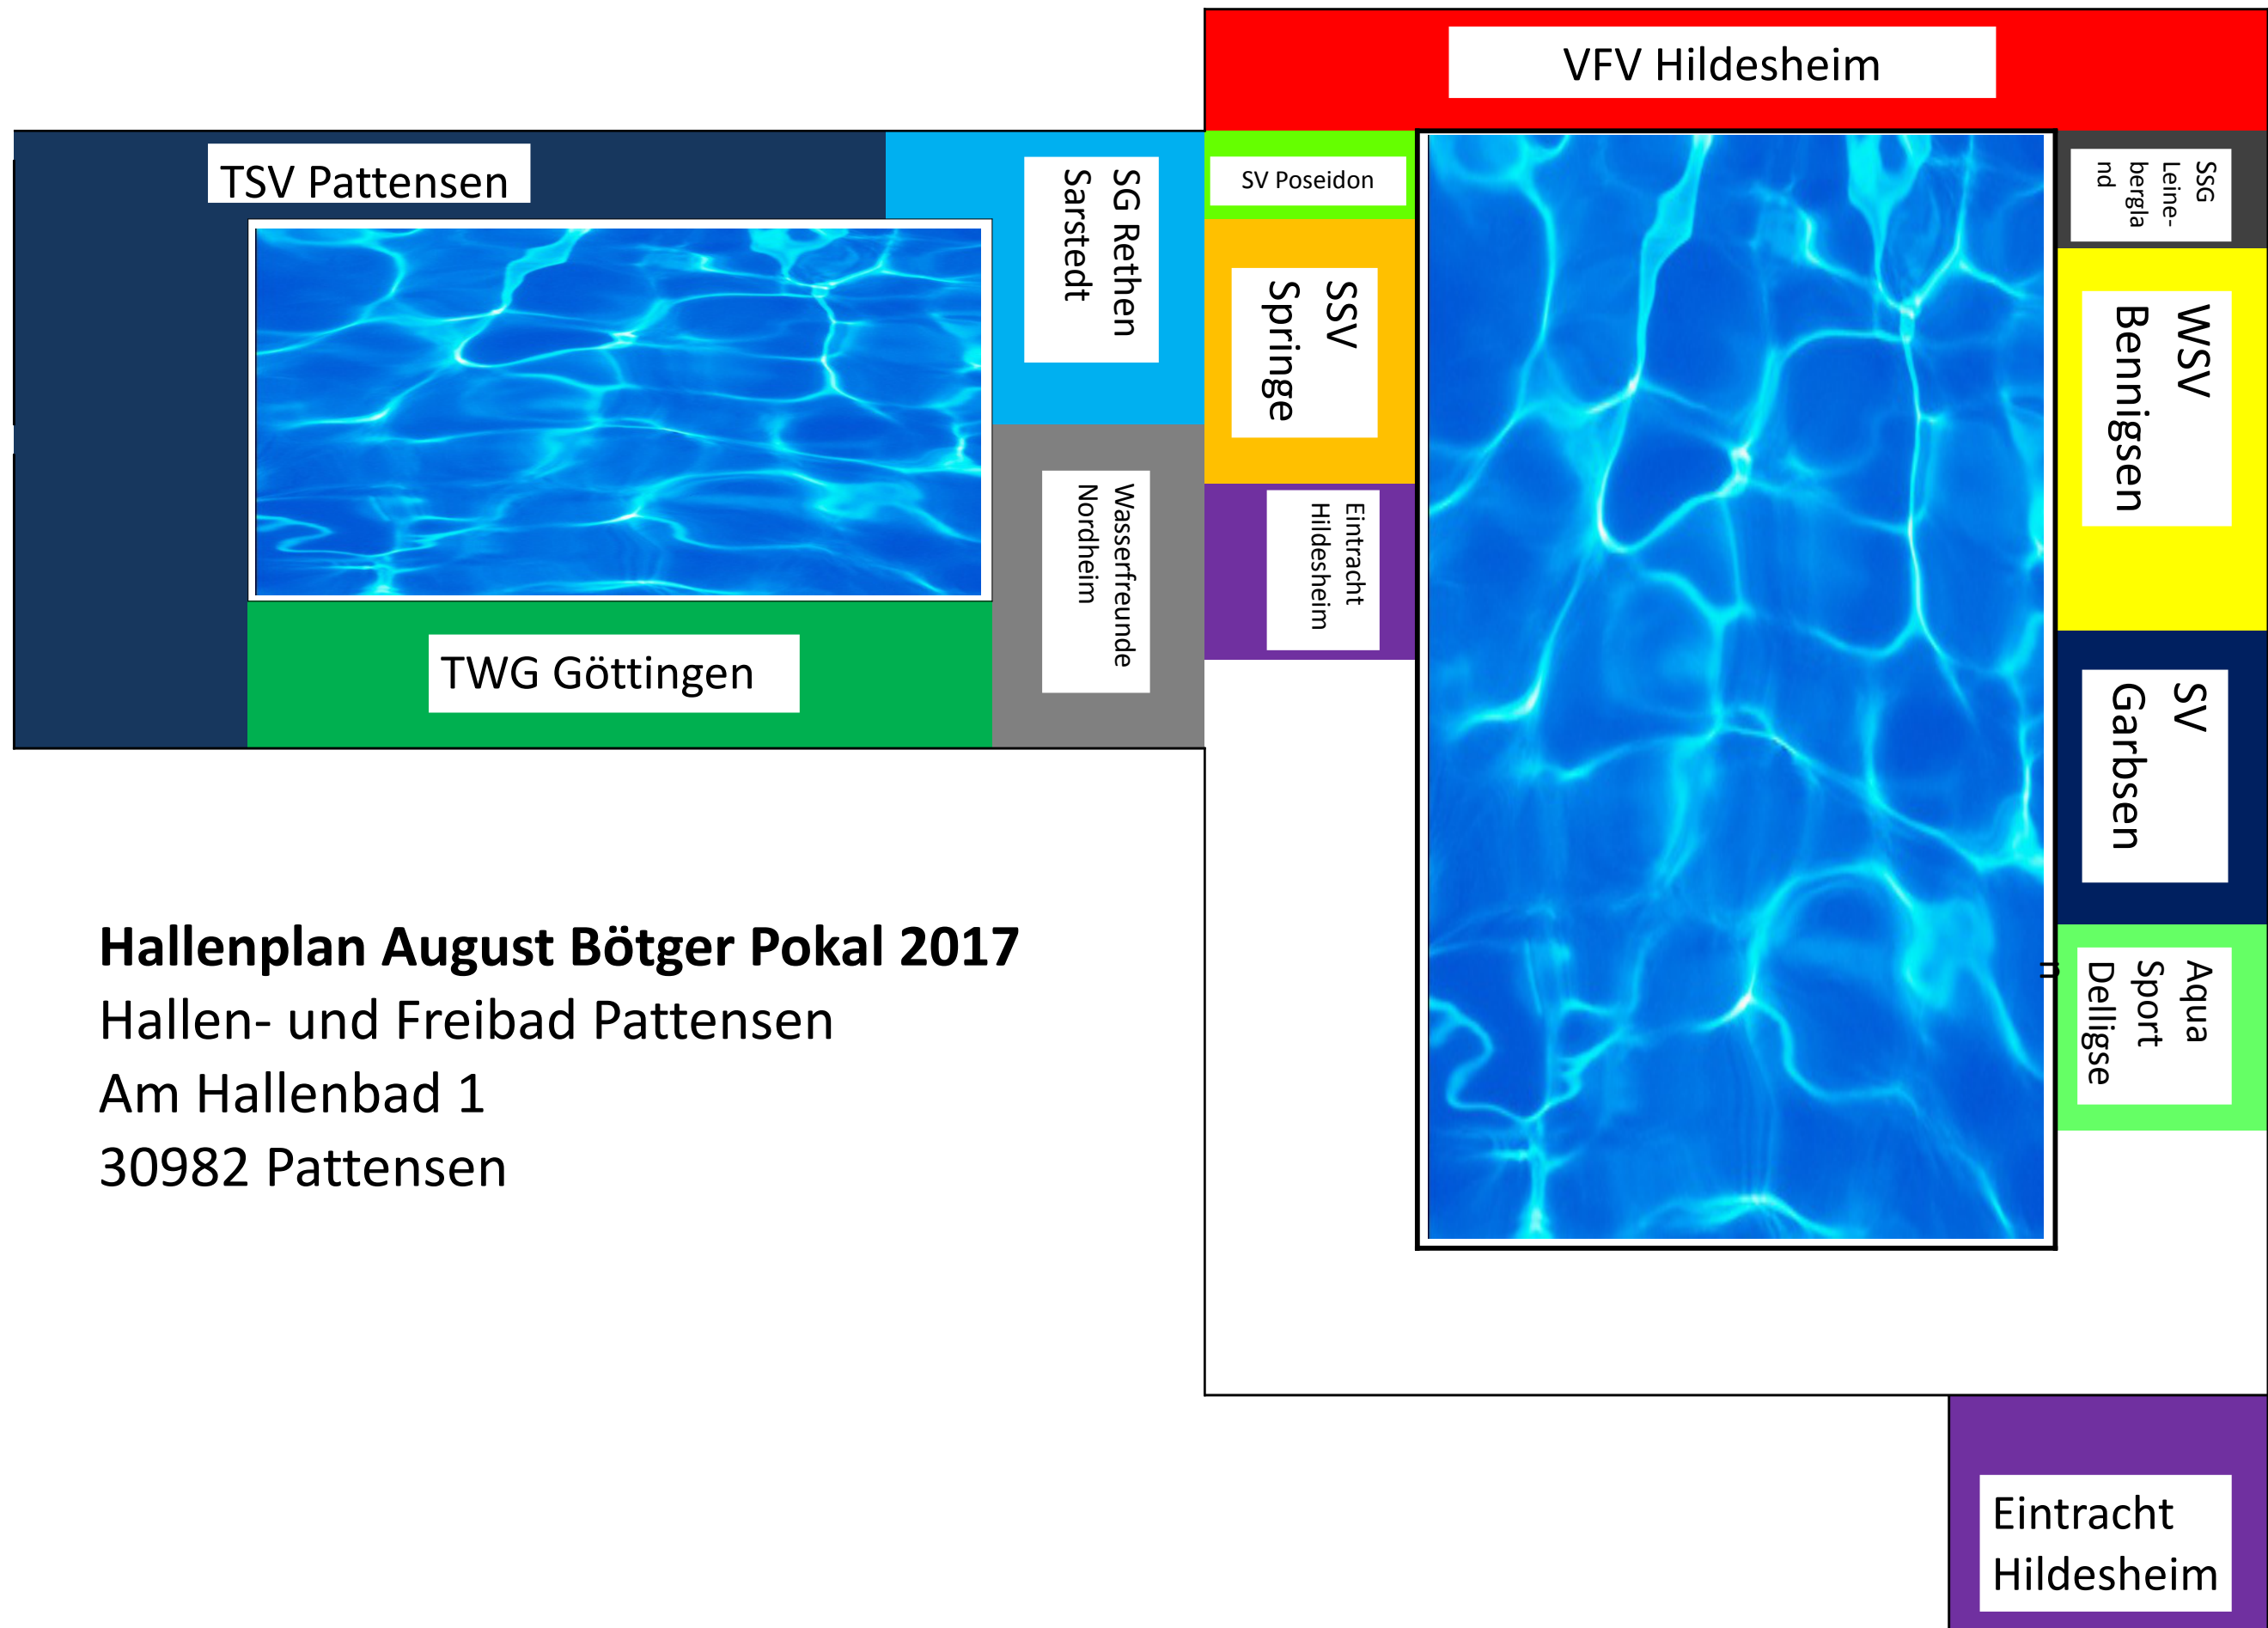 VFV Hildesheim
TSV Pattensen
SG Rethen
Sarstedt
SV Poseidon
SSG
Leine-
bergla
nd
SSV
Springe
WSV
Bennigsen
Wasserfreunde
Nordheim
Eintracht
Hildesheim
TWG Göttingen
SV
Garbsen
Aqua
Sport
Delligse
Hallenplan August Bötger Pokal 2017
Hallen- und Freibad Pattensen
Am Hallenbad 1
30982 Pattensen
Eintracht
Hildesheim